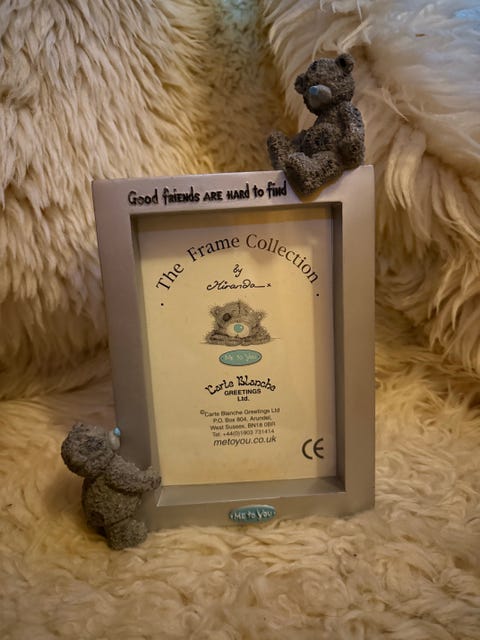 Good friends are hard to find
The Frame Collection
by
Miranda x
Me to You
Carte Blanche
GREETINGS
Ltd.
©Carte Blanche Greetings Ltd
P.O. Box 84, Arundel,
West Sussex, BN18 0BR
Tel: +44(0)1903 731414
metoyou.co.uk
CE
Me to You